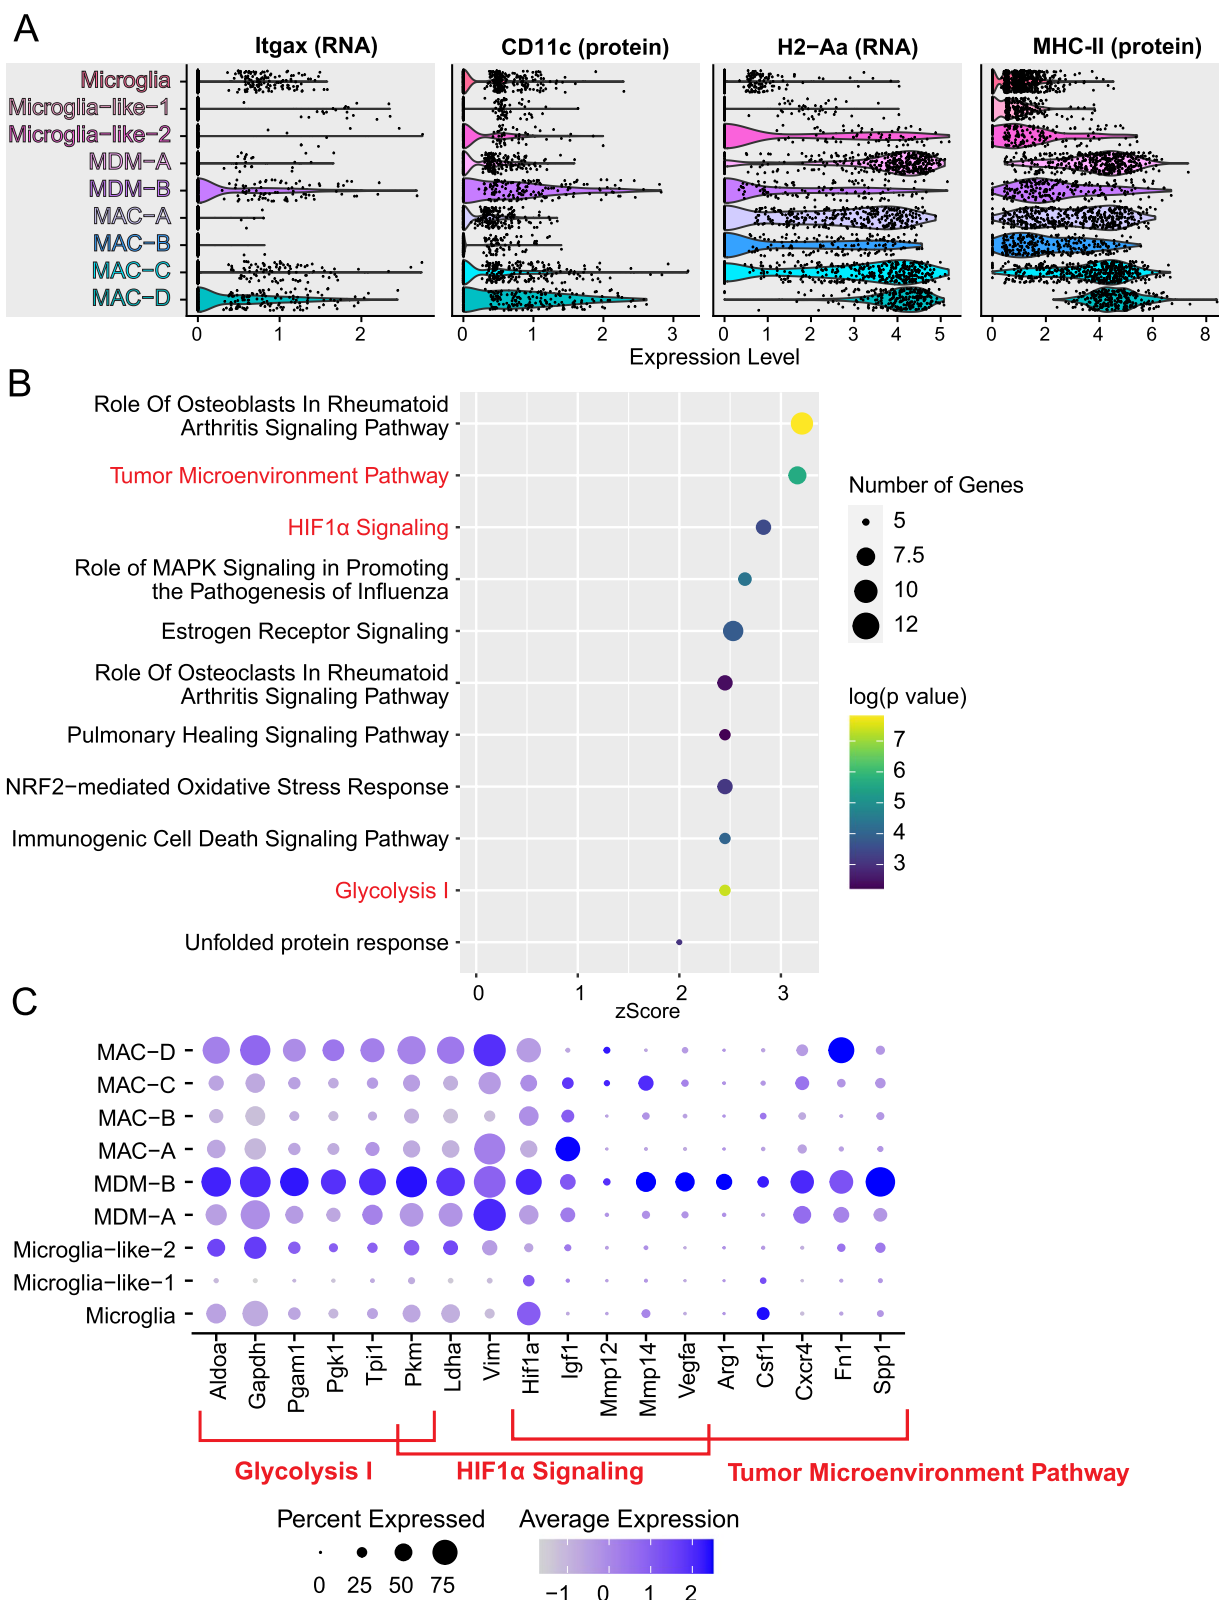 A
Itgax (RNA)
CD11c (protein)
H2−Aa (RNA)
MHC-II (protein)
Microglia
Microglia−like−1
Microglia−like−2
MDM−A
MDM−B
MAC−A
MAC−B
MAC−C
MAC−D
0 1 2
0 1 2 3
0 1 2 3 4 5
0 2 4 6 8
Expression Level
B
Role Of Osteoblasts In Rheumatoid
Arthritis Signaling Pathway
Tumor Microenvironment Pathway
HIF1α Signaling
Role of MAPK Signaling in Promoting
the Pathogenesis of Influenza
Estrogen Receptor Signaling
Role Of Osteoclasts In Rheumatoid
Arthritis Signaling Pathway
Pulmonary Healing Signaling Pathway
NRF2−mediated Oxidative Stress Response
Immunogenic Cell Death Signaling Pathway
Glycolysis I
Unfolded protein response
0 1 2 3
zScore
Number of Genes
5
7.5
10
12
log(p value)
7
6
5
4
3
C
MAC−D
MAC−C
MAC−B
MAC−A
MDM−B
MDM−A
Microglia−like−2
Microglia−like−1
Microglia
Aldoa
Gapdh
Pgam1
Pgk1
Tpi1
Pkm
Ldha
Vim
Hif1a
Igf1
Mmp12
Mmp14
Vegfa
Arg1
Csf1
Cxcr4
Fn1
Spp1
Glycolysis I
HIF1α Signaling
Tumor Microenvironment Pathway
Percent Expressed
0 25 50 75
Average Expression
−1 0 1 2